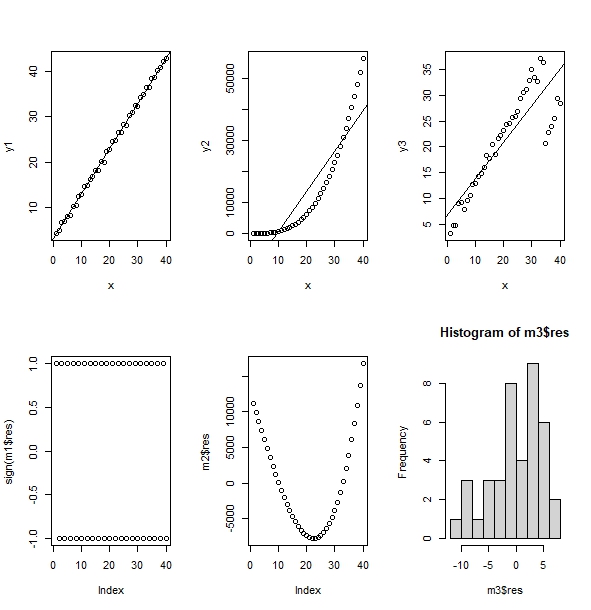 y1
40
30
20
10
0 10 20 30 40
x
y2
50000
30000
10000
0
0 10 20 30 40
x
y3
35
30
25
20
15
10
5
0 10 20 30 40
x
sign(m1$res)
1.0
0.5
0.0
-0.5
-1.0
0 10 20 30 40
Index
m2$res
10000
5000
0
-5000
0 10 20 30 40
Index
Histogram of m3$res
Frequency
8
6
4
2
0
-10 -5 0 5
m3$res